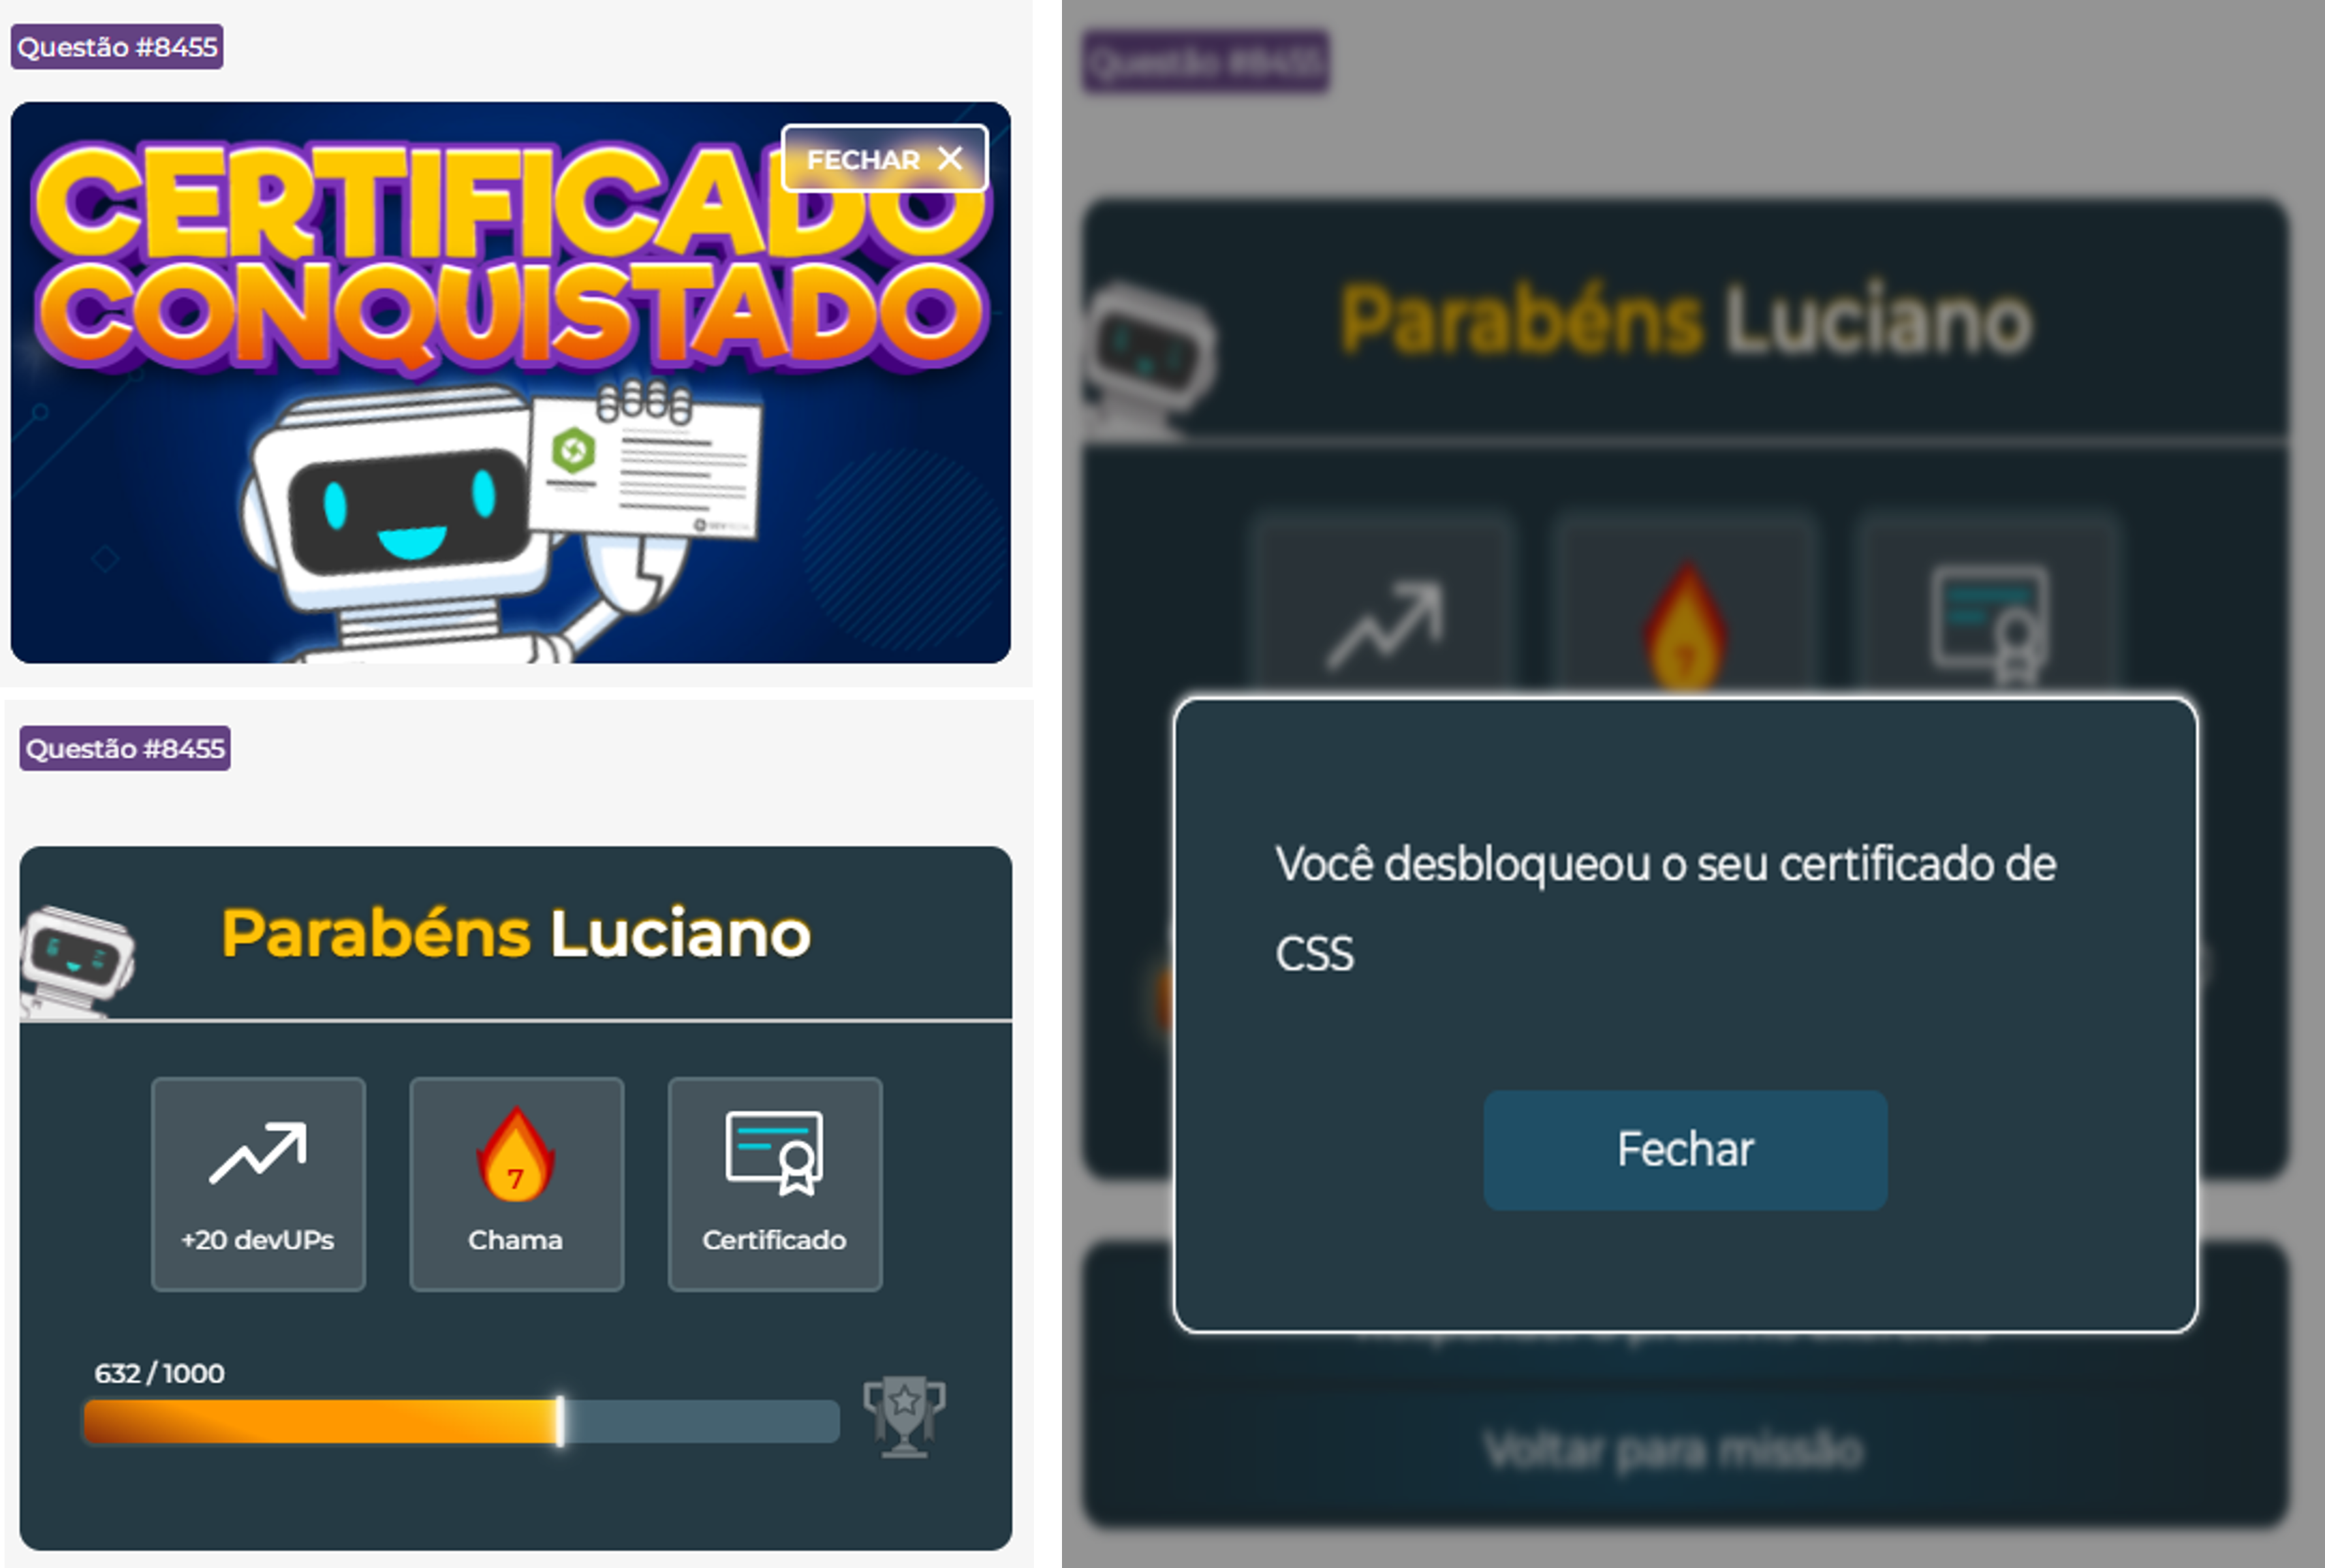 Questão #8455
FECHAR
CERTIFICADO
CONQUISTADO
Questão #8455
Parabéns Luciano
7
+20 devUPs
Chama
Certificado
632 / 1000
Questão #8455
Parabéns Luciano
7
Você desbloqueou o seu certificado de
CSS
Fechar
Voltar para missão